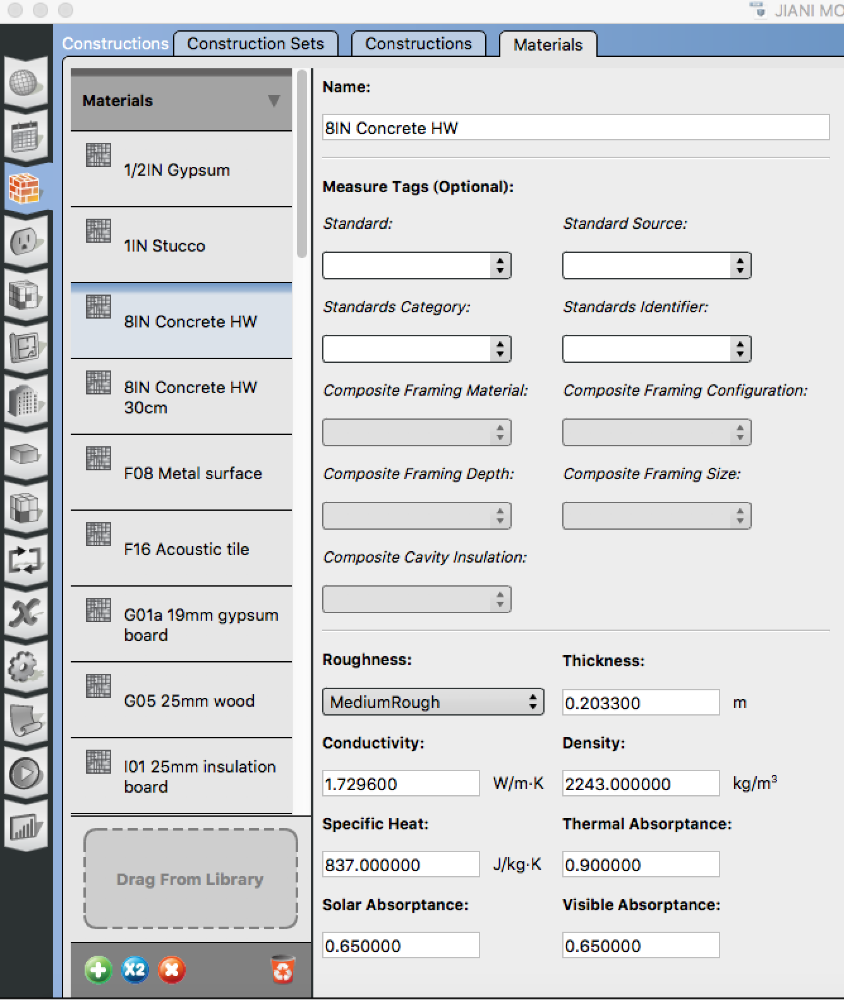 JIANI MO
Constructions
Construction Sets
Constructions
Materials
Materials
1/2IN Gypsum
1IN Stucco
8IN Concrete HW
8IN Concrete HW
30cm
F08 Metal surface
F16 Acoustic tile
G01a 19mm gypsum
board
G05 25mm wood
I01 25mm insulation
board
Drag From Library
X2
Name:
8IN Concrete HW
Measure Tags (Optional):
Standard:
Standard Source:
Standards Category:
Standards Identifier:
Composite Framing Material:
Composite Framing Configuration:
Composite Framing Depth:
Composite Framing Size:
Composite Cavity Insulation:
Roughness:
Thickness:
MediumRough
0.203300 m
Conductivity:
Density:
1.729600 W/m·K
2243.000000 kg/m³
Specific Heat:
Thermal Absorptance:
837.000000 J/kg·K
0.900000
Solar Absorptance:
Visible Absorptance:
0.650000
0.650000